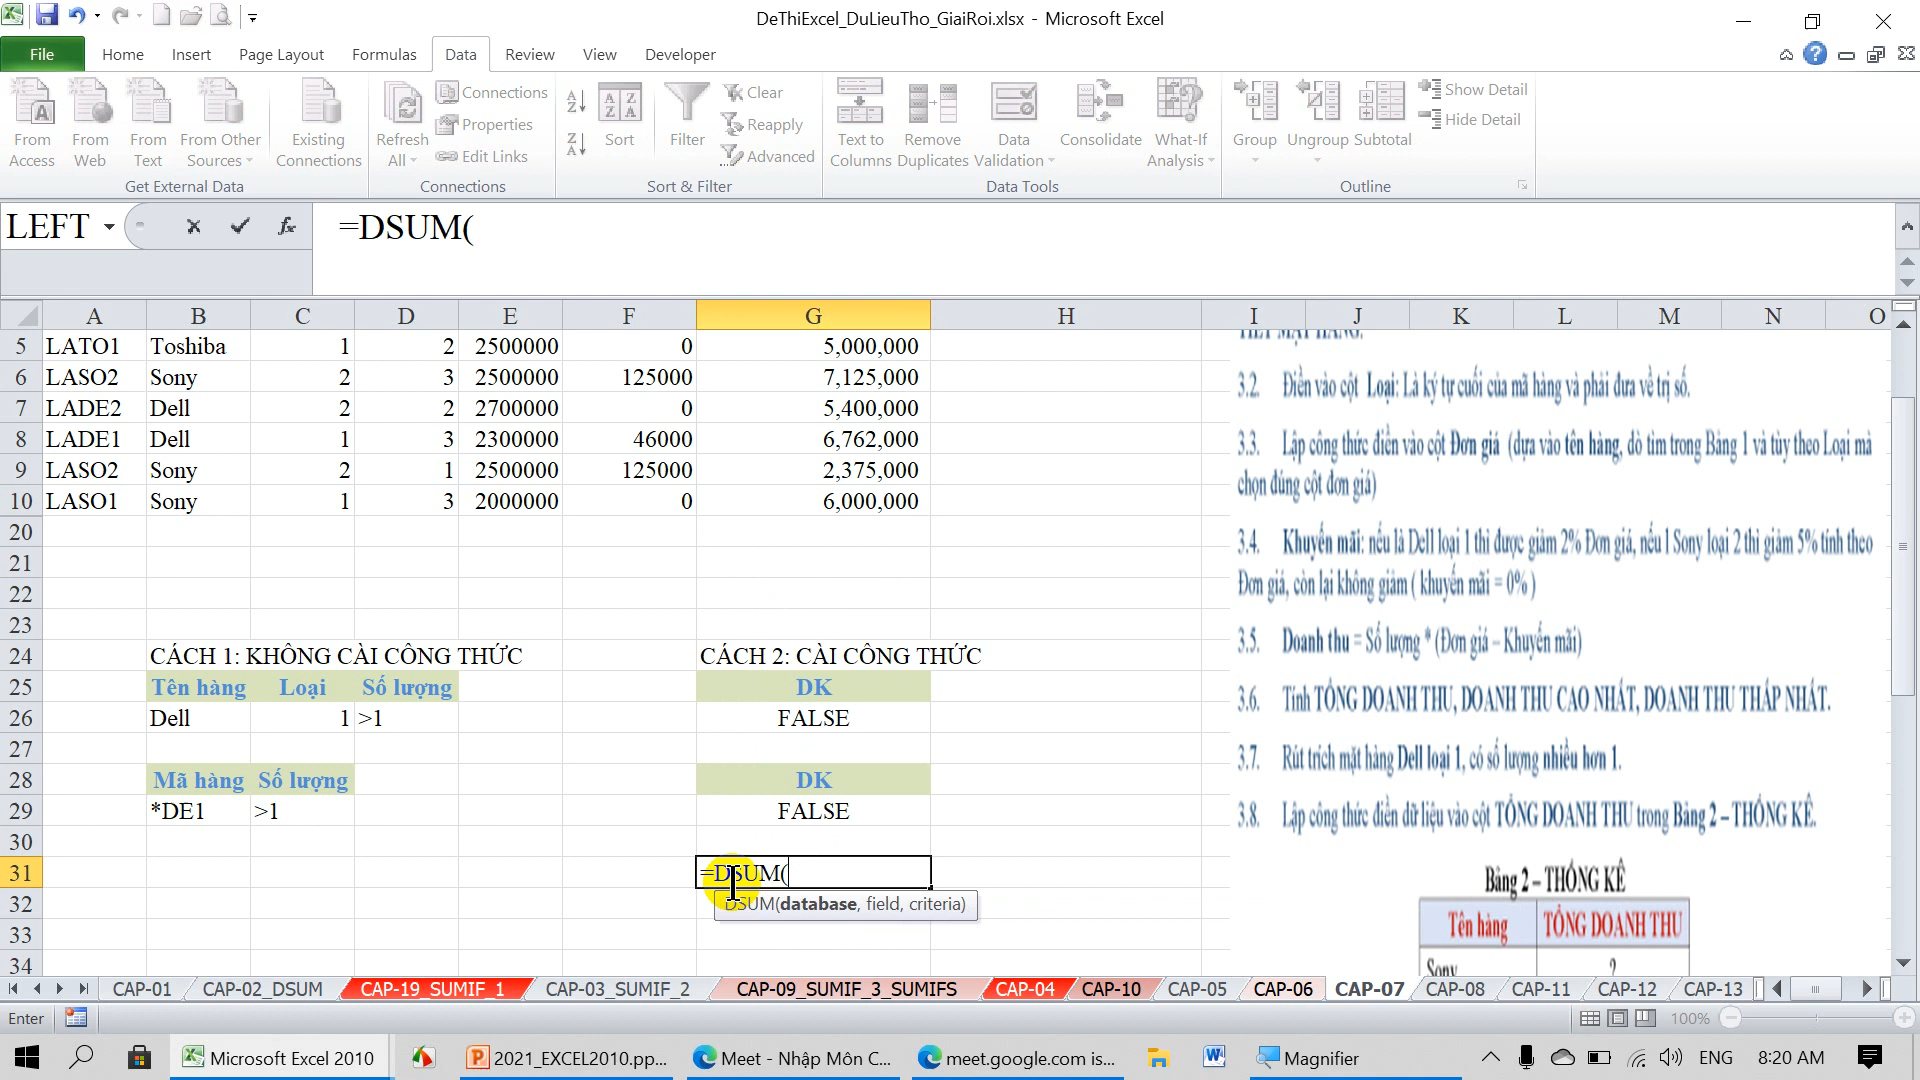 DeThiExcel_DuLieuTho_GiaiRoi.xlsx - Microsoft Excel
File Home Insert Page Layout Formulas Data Review View Developer
From Access
From Web
From Text
From Other Sources
Existing Connections
Get External Data
Refresh All
Connections
Properties
Edit Links
Connections
Sort
Filter
Clear
Reapply
Advanced
Sort & Filter
Text to Columns
Remove Duplicates
Data Validation
Consolidate
What-If Analysis
Data Tools
Group
Ungroup
Subtotal
Show Detail
Hide Detail
Outline
LEFT
=DSUM(
A B C D E F G H I J K L M N O
5 LATO1 Toshiba 1 2 2500000 0 5,000,000
6 LASO2 Sony 2 3 2500000 125000 7,125,000
7 LADE2 Dell 2 2 2700000 0 5,400,000
8 LADE1 Dell 1 3 2300000 46000 6,762,000
9 LASO2 Sony 2 1 2500000 125000 2,375,000
10 LASO1 Sony 1 3 2000000 0 6,000,000
20
21
22
23
24 CÁCH 1: KHÔNG CÀI CÔNG THỨC CÁCH 2: CÀI CÔNG THỨC
25 Tên hàng Loại Số lượng DK
26 Dell 1 >1 FALSE
27
28 Mã hàng Số lượng DK
29 *DE1 >1 FALSE
30
31 =DSUM(
32 DSUM(database, field, criteria)
33
34
3.2. Điền vào cột Loại: Là ký tự cuối của mã hàng và phải đưa về trị số.
3.3. Lập công thức điền vào cột Đơn giá (dựa vào tên hàng, dò tìm trong Bảng 1 và tùy theo Loại mà
chọn đúng cột đơn giá)
3.4. Khuyến mãi: nếu là Dell loại 1 thì được giảm 2% Đơn giá, nếu l Sony loại 2 thì giảm 5% tính theo
Đơn giá, còn lại không giảm ( khuyến mãi = 0% )
3.5. Doanh thu = Số lượng * (Đơn giá – Khuyến mãi)
3.6. Tính TỔNG DOANH THU, DOANH THU CAO NHẤT, DOANH THU THẤP NHẤT.
3.7. Rút trích mặt hàng Dell loại 1, có số lượng nhiều hơn 1.
3.8. Lập công thức điền dữ liệu vào cột TỔNG DOANH THU trong Bảng 2 – THỐNG KÊ.
Bảng 2 – THỐNG KÊ
Tên hàng TỔNG DOANH THU
Sony ?
CAP-01 CAP-02_DSUM CAP-19_SUMIF_1 CAP-03_SUMIF_2 CAP-09_SUMIF_3_SUMIFS CAP-04 CAP-10 CAP-05 CAP-06 CAP-07 CAP-08 CAP-11 CAP-12 CAP-13
Enter 100%
Microsoft Excel 2010 2021_EXCEL2010.pp... Meet - Nhập Môn C... meet.google.com is... Magnifier ENG 8:20 AM